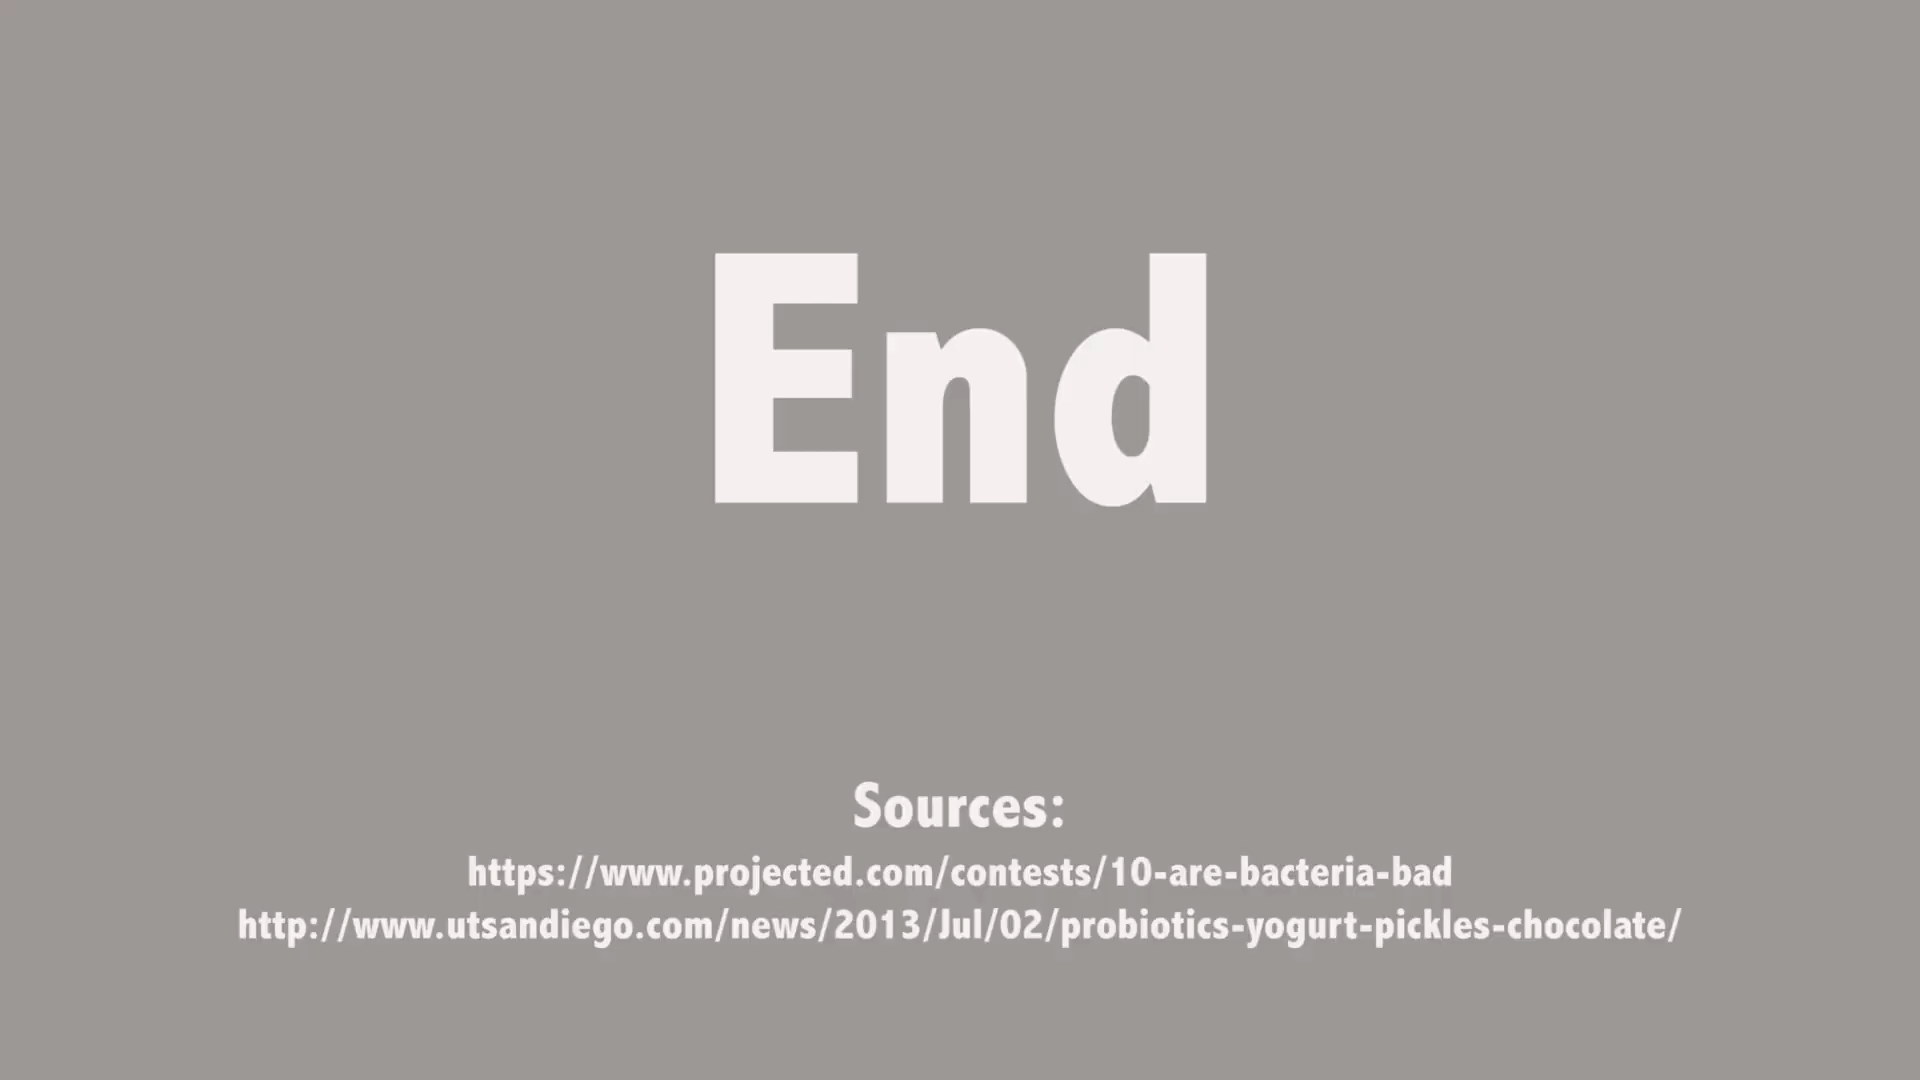 End
Sources:
https://www.projected.com/contests/10-are-bacteria-bad
http://www.utsandiego.com/news/2013/Jul/02/probiotics-yogurt-pickles-chocolate/